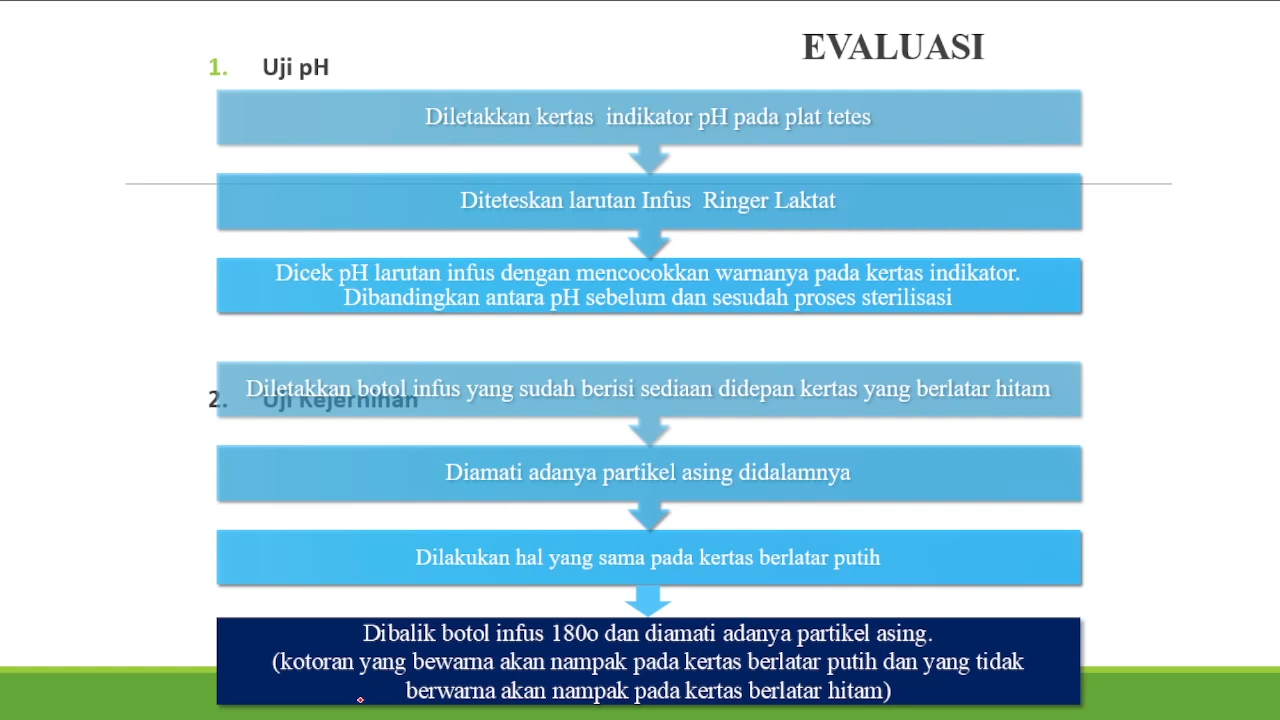 EVALUASI
1. Uji pH
Diletakkan kertas indikator pH pada plat tetes
Diteteskan larutan Infus Ringer Laktat
Dicek pH larutan infus dengan mencocokkan warnanya pada kertas indikator.
Dibandingkan antara pH sebelum dan sesudah proses sterilisasi
2. Uji Kejernihan
Diletakkan botol infus yang sudah berisi sediaan didepan kertas yang berlatar hitam
Diamati adanya partikel asing didalamnya
Dilakukan hal yang sama pada kertas berlatar putih
Dibalik botol infus 180o dan diamati adanya partikel asing.
(kotoran yang bewarna akan nampak pada kertas berlatar putih dan yang tidak
berwarna akan nampak pada kertas berlatar hitam)